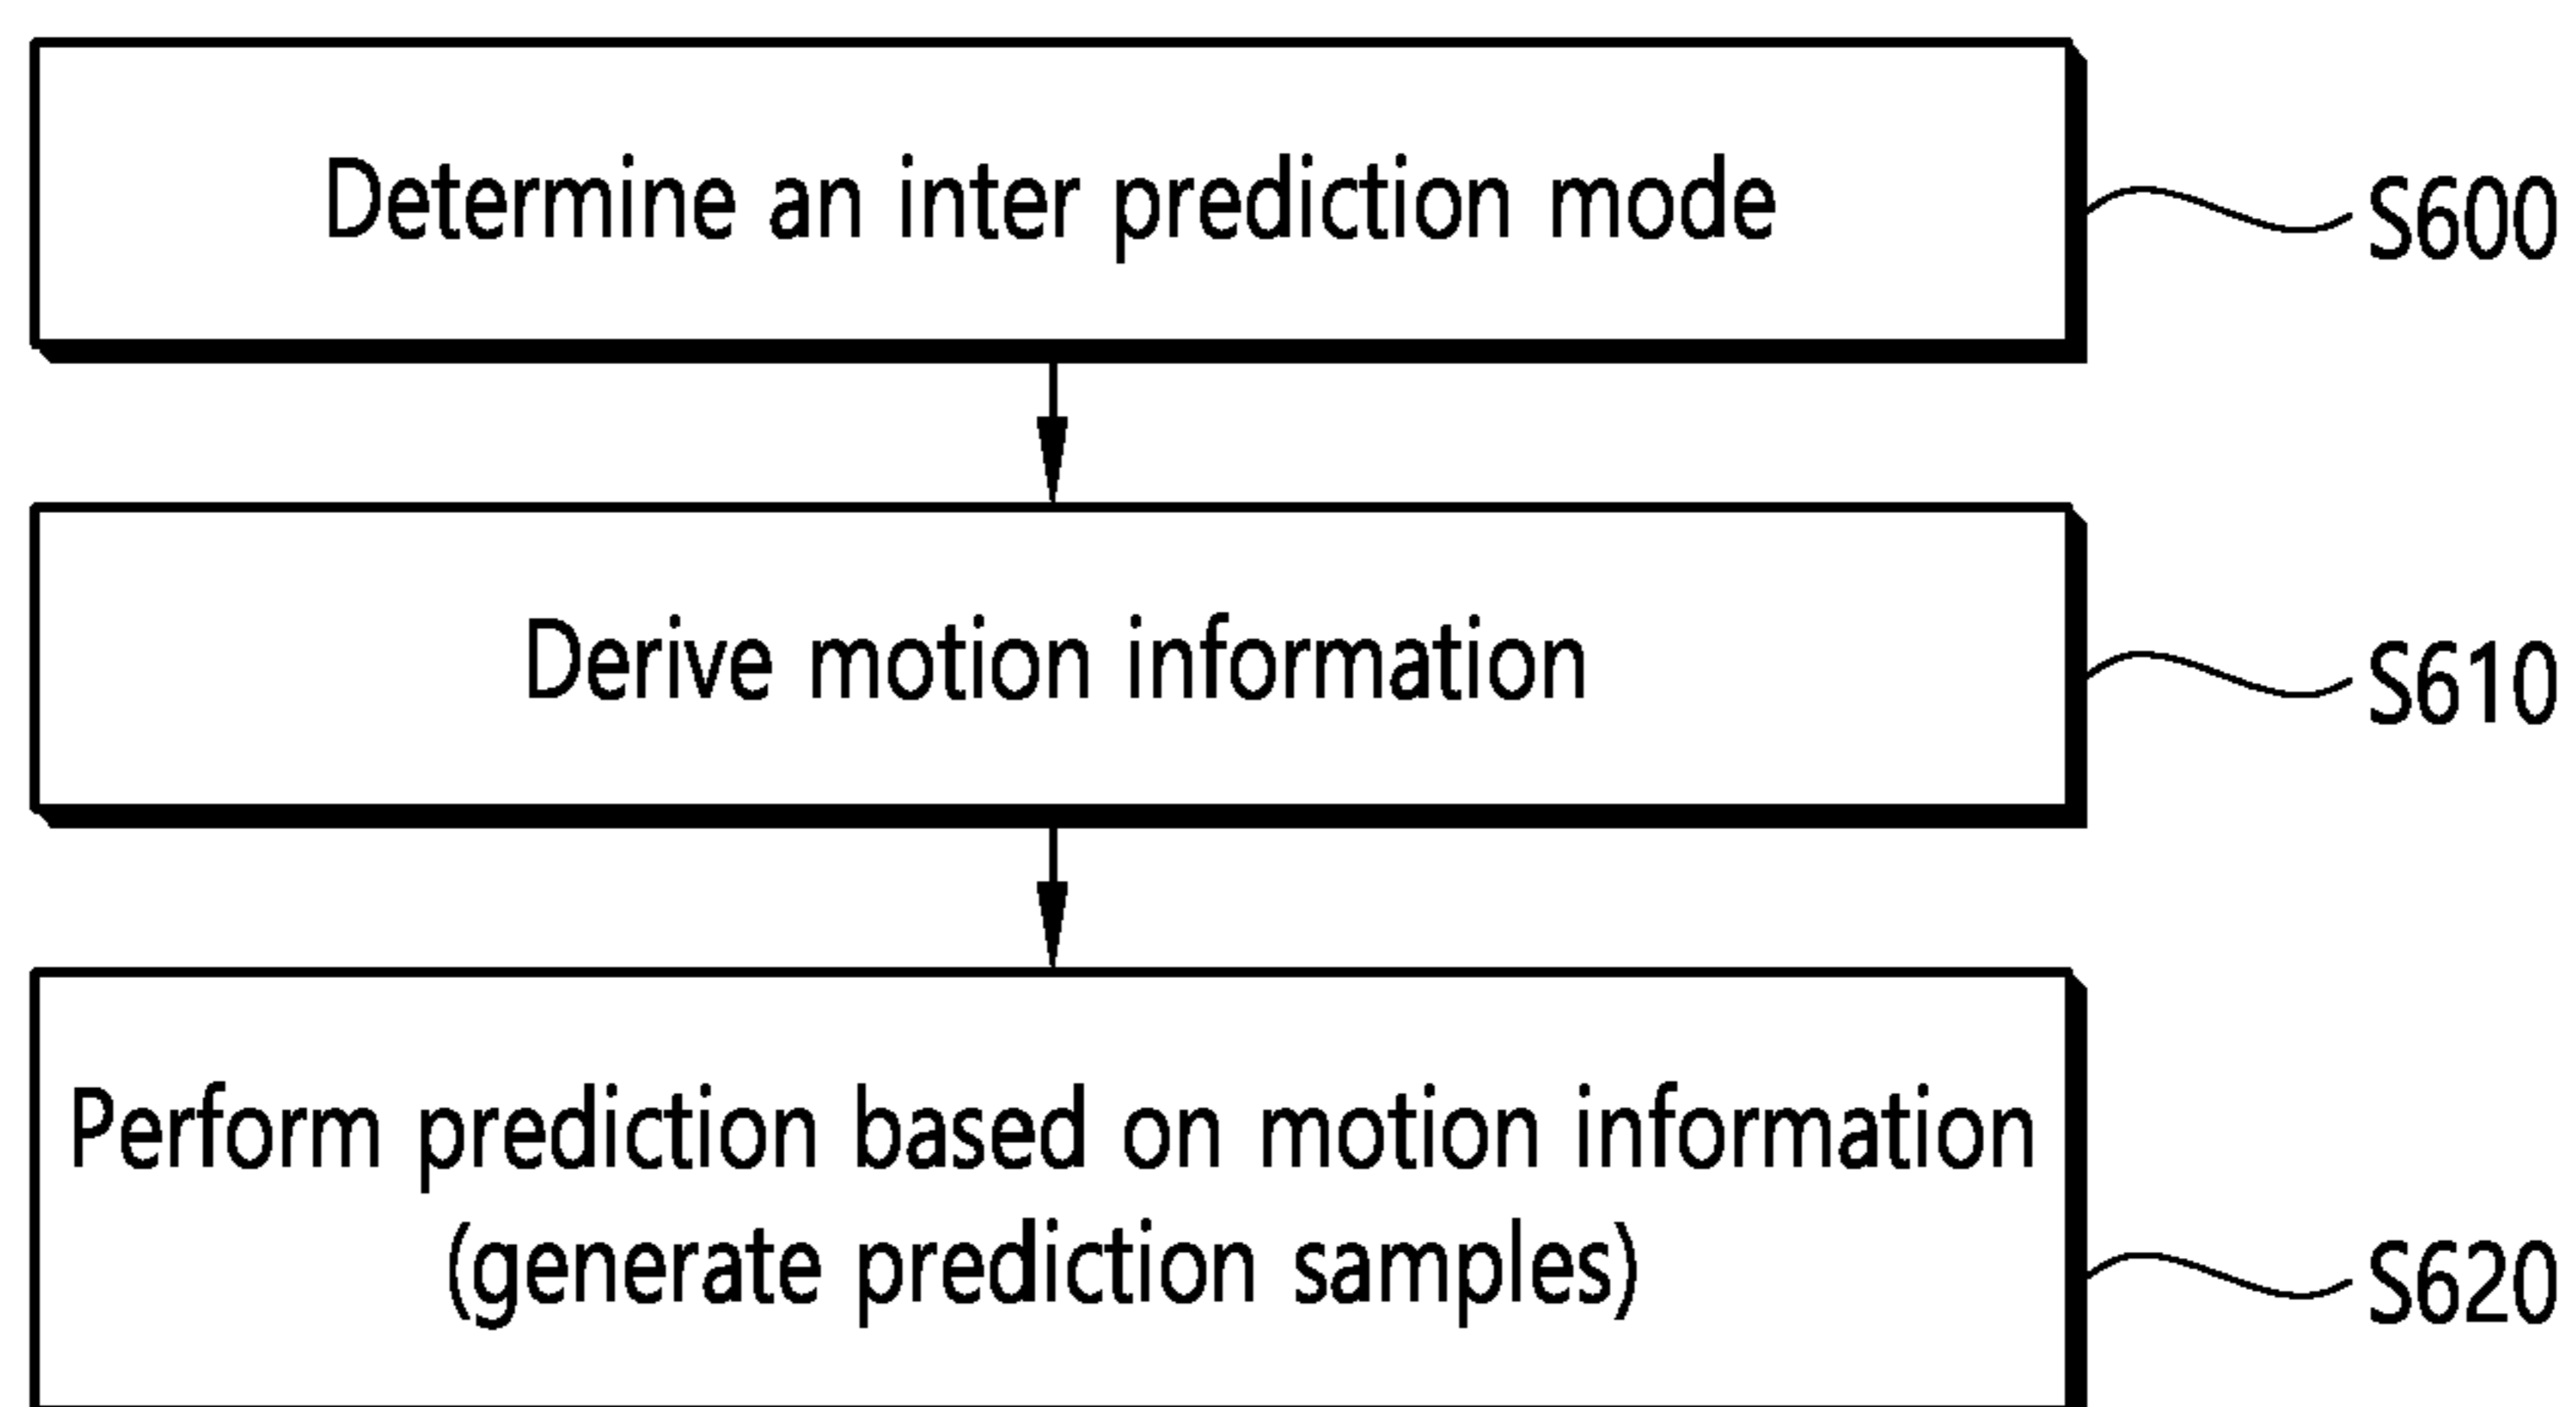 Determine an inter prediction mode
S600
Derive motion information
S610
Perform prediction based on motion information
(generate prediction samples)
S620